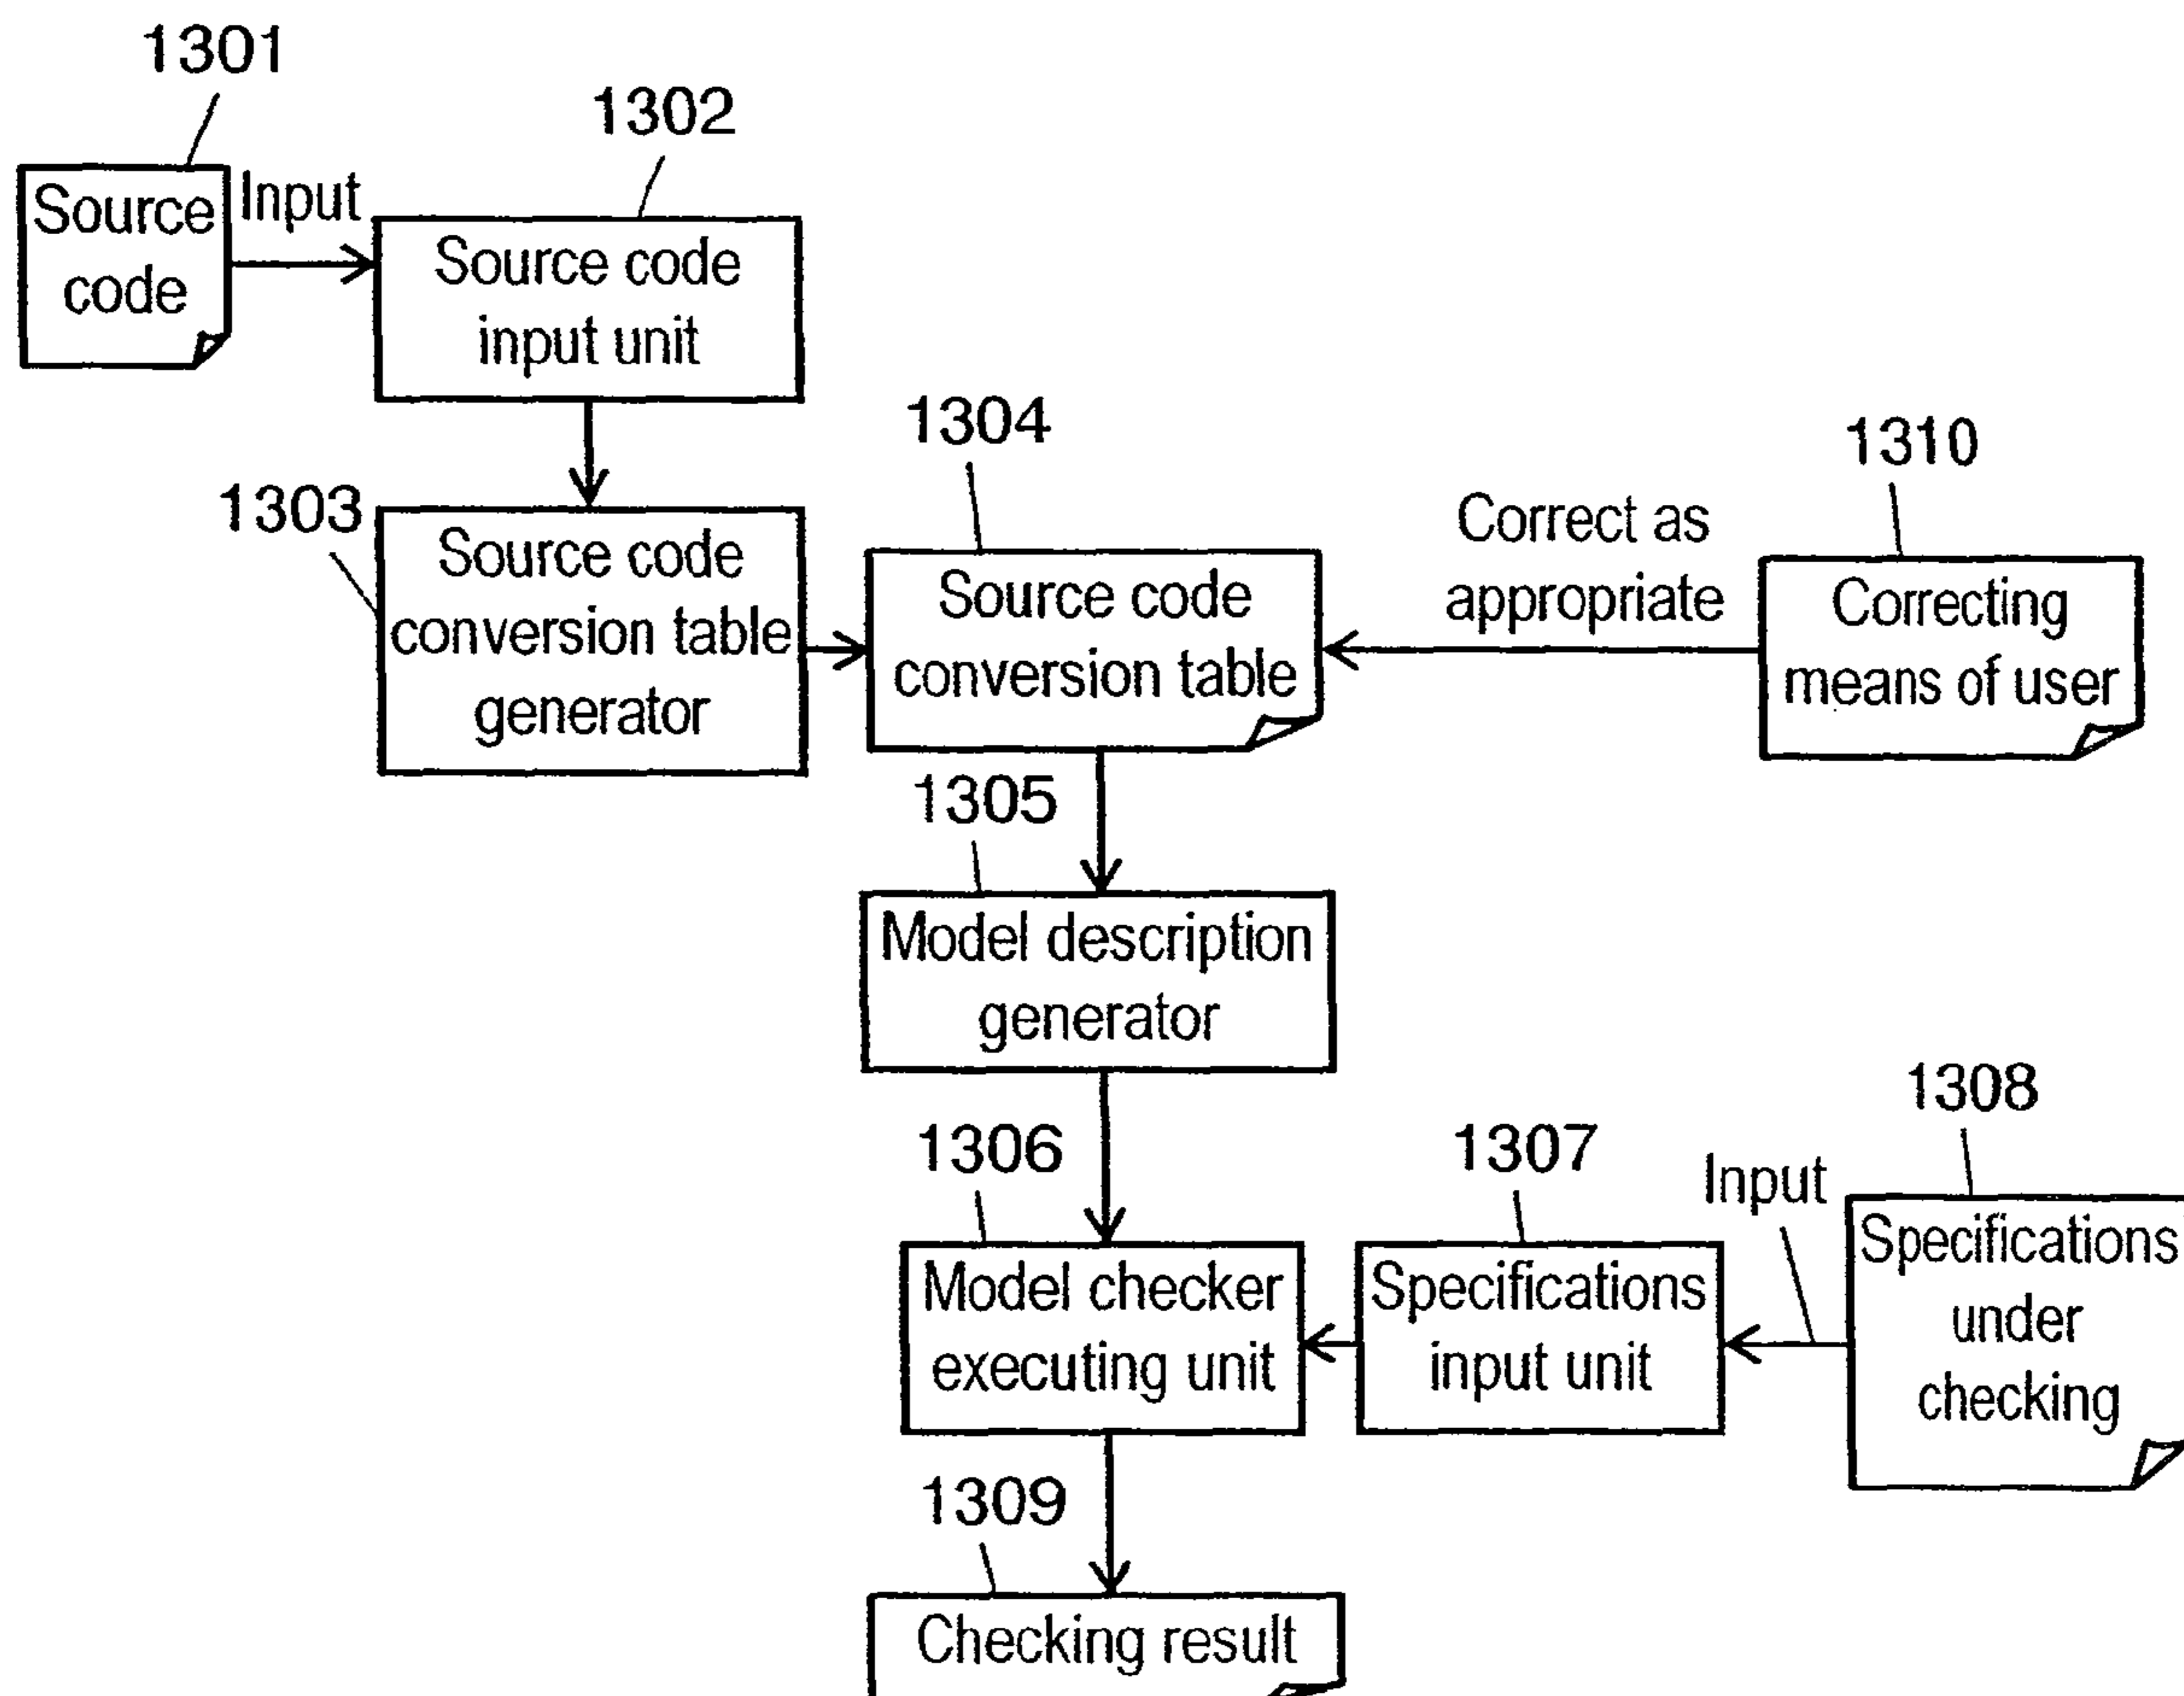 1301
1302
Source
code
Input
Source code
input unit
1303
Source code
conversion table
generator
1304
Source code
conversion table
Correct as
appropriate
1310
Correcting
means of user
1305
Model description
generator
1306
Model checker
executing unit
1307
Specifications
input unit
Input
1308
Specifications
under
checking
1309
Checking result